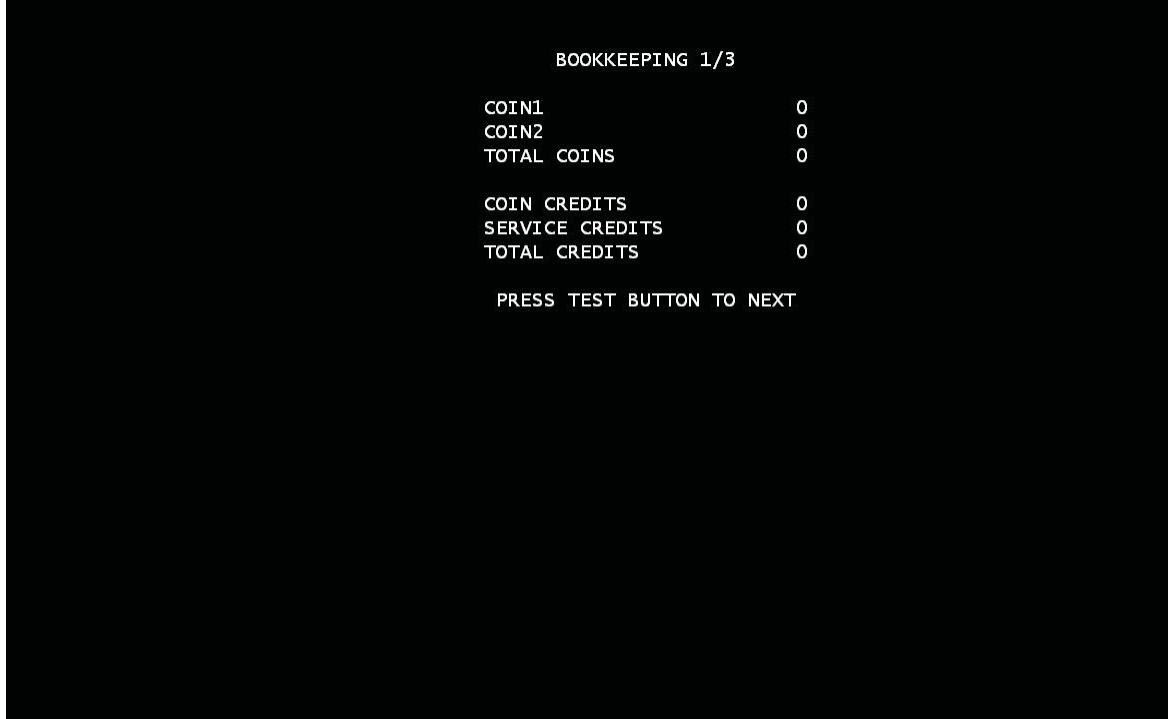 BOOKKEEPING 1/3
COIN1 0
COIN2 0
TOTAL COINS 0
COIN CREDITS 0
SERVICE CREDITS 0
TOTAL CREDITS 0
PRESS TEST BUTTON TO NEXT